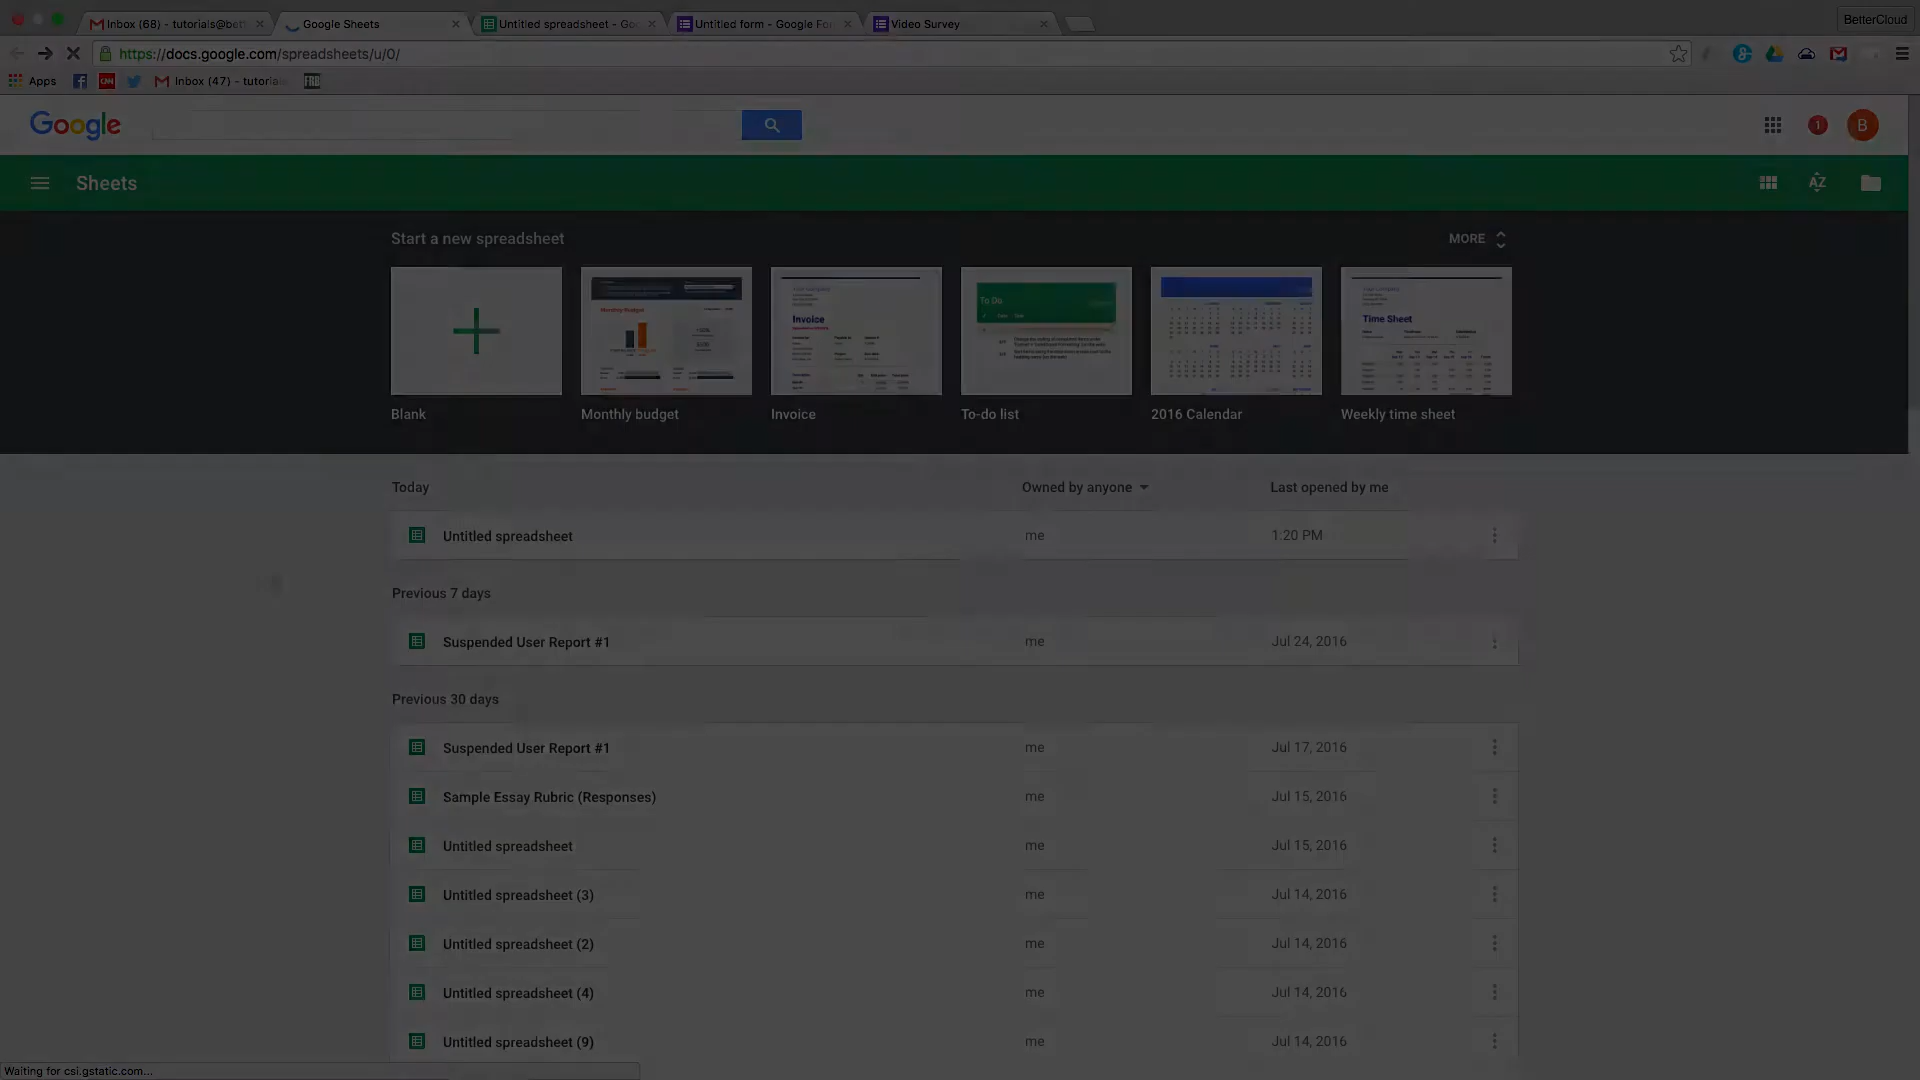 Inbox (68) - tutorials@bett
Google Sheets
Untitled spreadsheet - Goo
Untitled form - Google For
Video Survey
BetterCloud
https://docs.google.com/spreadsheets/u/0/
Apps
CNN
Inbox (47) - tutorials
FRB
Google
1
B
Sheets
AZ
Start a new spreadsheet
MORE
Monthly Budget
Invoice
To Do
Time Sheet
Blank
Monthly budget
Invoice
To-do list
2016 Calendar
Weekly time sheet
Today
Owned by anyone
Last opened by me
Untitled spreadsheet me 1:20 PM
Previous 7 days
Suspended User Report #1 me Jul 24, 2016
Previous 30 days
Suspended User Report #1 me Jul 17, 2016
Sample Essay Rubric (Responses) me Jul 15, 2016
Untitled spreadsheet me Jul 15, 2016
Untitled spreadsheet (3) me Jul 14, 2016
Untitled spreadsheet (2) me Jul 14, 2016
Untitled spreadsheet (4) me Jul 14, 2016
Untitled spreadsheet (9) me Jul 14, 2016
Waiting for csi.gstatic.com...